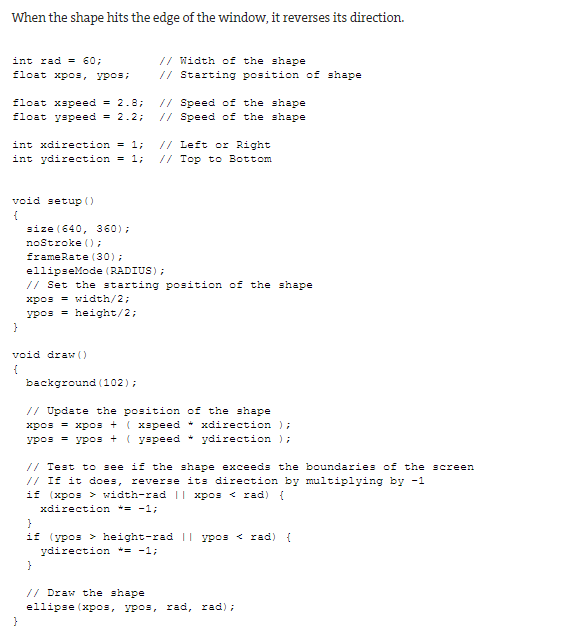 When the shape hits the edge of the window, it reverses its direction.
int rad = 60;        // Width of the shape
float xpos, ypos;    // Starting position of shape
float xspeed = 2.8;  // Speed of the shape
float yspeed = 2.2;  // Speed of the shape
int xdirection = 1;  // Left or Right
int ydirection = 1;  // Top to Bottom
void setup()
{
  size(640, 360);
  noStroke();
  frameRate(30);
  ellipseMode(RADIUS);
  // Set the starting position of the shape
  xpos = width/2;
  ypos = height/2;
}
void draw()
{
  background(102);
  // Update the position of the shape
  xpos = xpos + ( xspeed * xdirection );
  ypos = ypos + ( yspeed * ydirection );
  // Test to see if the shape exceeds the boundaries of the screen
  // If it does, reverse its direction by multiplying by -1
  if (xpos > width-rad || xpos < rad) {
    xdirection *= -1;
  }
  if (ypos > height-rad || ypos < rad) {
    ydirection *= -1;
  }
  // Draw the shape
  ellipse(xpos, ypos, rad, rad);
}